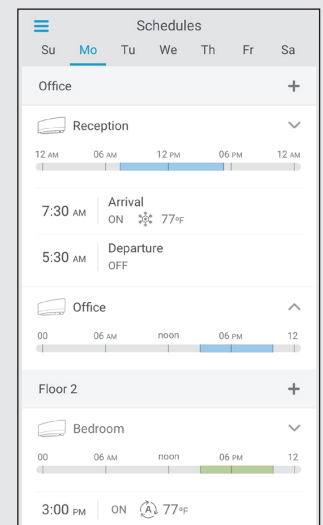 Schedules
Su Mo Tu We Th Fr Sa
Office +
Reception
12 AM 06 AM 12 PM 06 PM 12 AM
7:30 AM Arrival
ON 77°F
5:30 AM Departure
OFF
Office
00 06 AM noon 06 PM 12
Floor 2 +
Bedroom
00 06 AM noon 06 PM 12
3:00 PM ON A 77°F